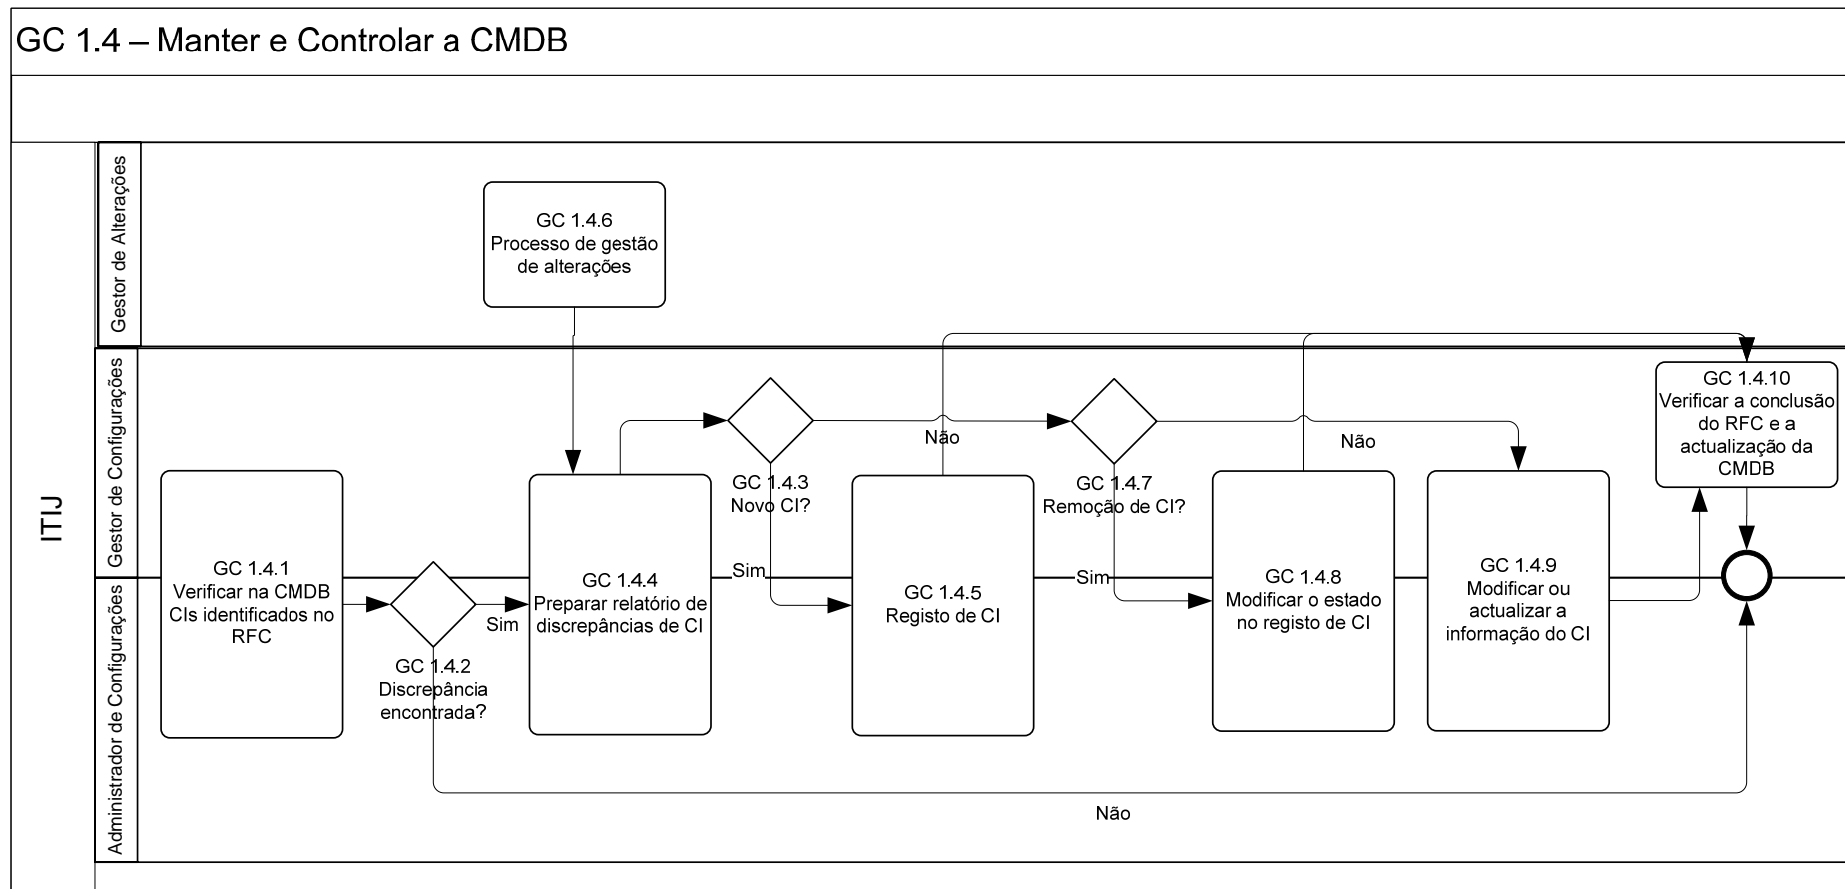 GC 1.4 – Manter e Controlar a CMDB
ITIJ
Gestor de Alterações
GC 1.4.6
Processo de gestão
de alterações
Gestor de Configurações
Administrador de Configurações
GC 1.4.1
Verificar na CMDB
CIs identificados no
RFC
GC 1.4.2
Discrepância
encontrada?
Sim
Não
GC 1.4.4
Preparar relatório de
discrepâncias de CI
GC 1.4.3
Novo CI?
Sim
Não
GC 1.4.5
Registo de CI
GC 1.4.7
Remoção de CI?
Sim
Não
GC 1.4.8
Modificar o estado
no registo de CI
GC 1.4.9
Modificar ou
actualizar a
informação do CI
GC 1.4.10
Verificar a conclusão
do RFC e a
actualização da
CMDB